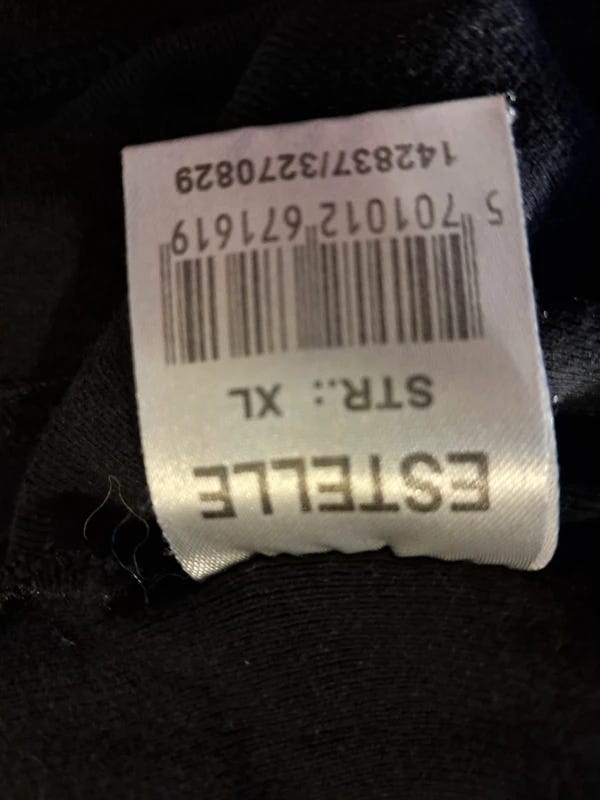 ESTELLE
STR.: XL
5 701012 671619
142837/3270829